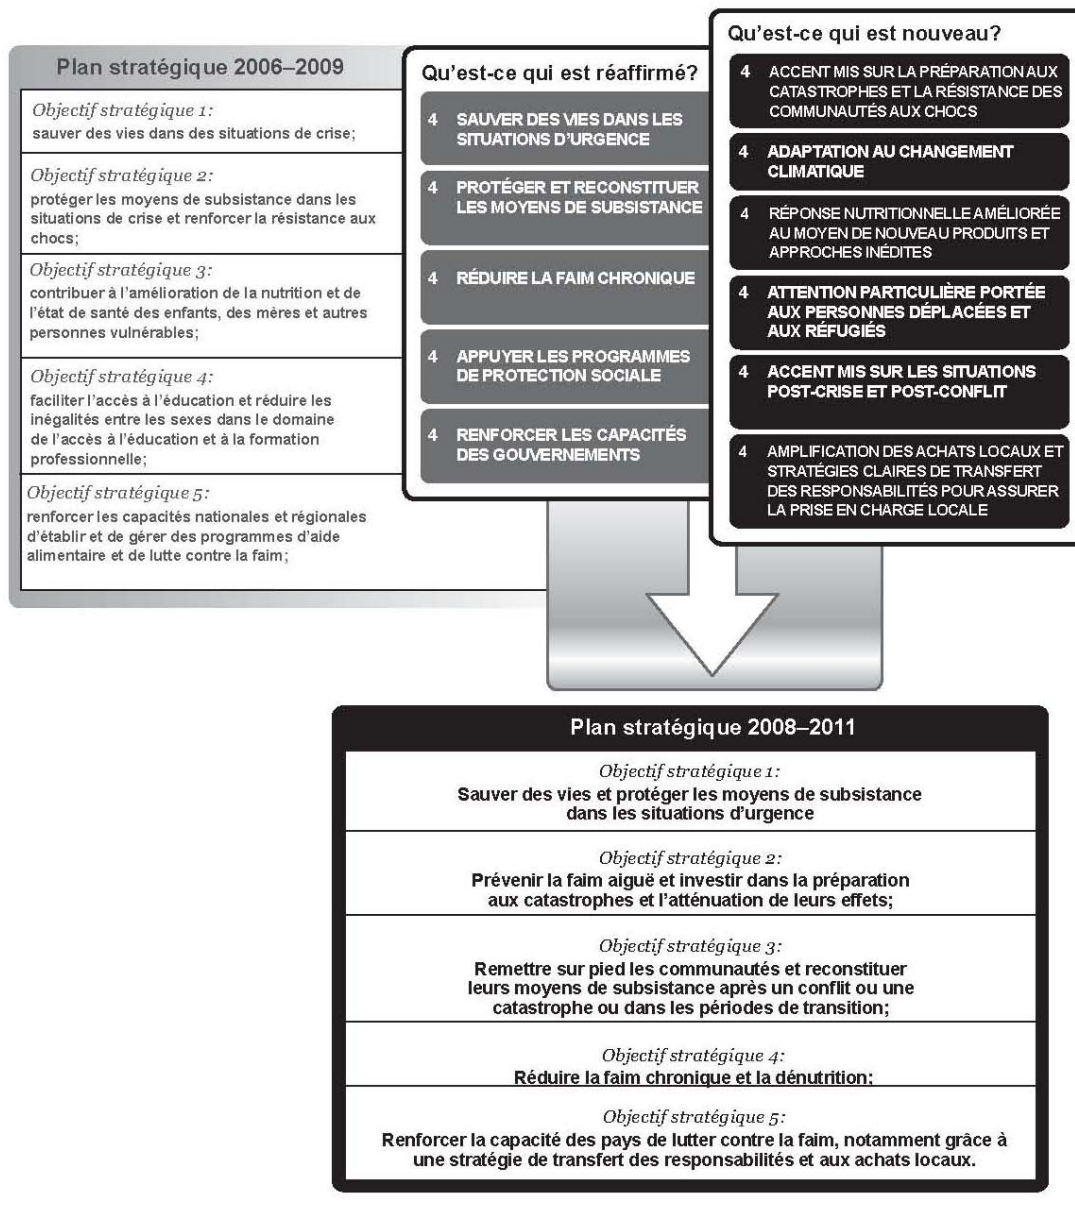 Plan stratégique 2006–2009
Objectif stratégique 1:
sauver des vies dans des situations de crise;
Objectif stratégique 2:
protéger les moyens de subsistance dans les
situations de crise et renforcer la résistance aux
chocs;
Objectif stratégique 3:
contribuer à l'amélioration de la nutrition et de
l'état de santé des enfants, des mères et autres
personnes vulnérables;
Objectif stratégique 4:
faciliter l'accès à l'éducation et réduire les
inégalités entre les sexes dans le domaine
de l'accès à l'éducation et à la formation
professionnelle;
Objectif stratégique 5:
renforcer les capacités nationales et régionales
d'établir et de gérer des programmes d'aide
alimentaire et de lutte contre la faim;
Qu'est-ce qui est réaffirmé?
4 SAUVER DES VIES DANS LES
SITUATIONS D'URGENCE
4 PROTÉGER ET RECONSTITUER
LES MOYENS DE SUBSISTANCE
4 RÉDUIRE LA FAIM CHRONIQUE
4 APPUYER LES PROGRAMMES
DE PROTECTION SOCIALE
4 RENFORCER LES CAPACITÉS
DES GOUVERNEMENTS
Qu'est-ce qui est nouveau?
4 ACCENT MIS SUR LA PRÉPARATION AUX
CATASTROPHES ET LA RÉSISTANCE DES
COMMUNAUTÉS AUX CHOCS
4 ADAPTATION AU CHANGEMENT
CLIMATIQUE
4 RÉPONSE NUTRITIONNELLE AMÉLIORÉE
AU MOYEN DE NOUVEAU PRODUITS ET
APPROCHES INÉDITES
4 ATTENTION PARTICULIÈRE PORTÉE
AUX PERSONNES DÉPLACÉES ET
AUX RÉFUGIÉS
4 ACCENT MIS SUR LES SITUATIONS
POST-CRISE ET POST-CONFLIT
4 AMPLIFICATION DES ACHATS LOCAUX ET
STRATÉGIES CLAIRES DE TRANSFERT
DES RESPONSABILITÉS POUR ASSURER
LA PRISE EN CHARGE LOCALE
Plan stratégique 2008–2011
Objectif stratégique 1:
Sauver des vies et protéger les moyens de subsistance
dans les situations d'urgence
Objectif stratégique 2:
Prévenir la faim aiguë et investir dans la préparation
aux catastrophes et l'atténuation de leurs effets;
Objectif stratégique 3:
Remettre sur pied les communautés et reconstituer
leurs moyens de subsistance après un conflit ou une
catastrophe ou dans les périodes de transition;
Objectif stratégique 4:
Réduire la faim chronique et la dénutrition;
Objectif stratégique 5:
Renforcer la capacité des pays de lutter contre la faim, notamment grâce à
une stratégie de transfert des responsabilités et aux achats locaux.